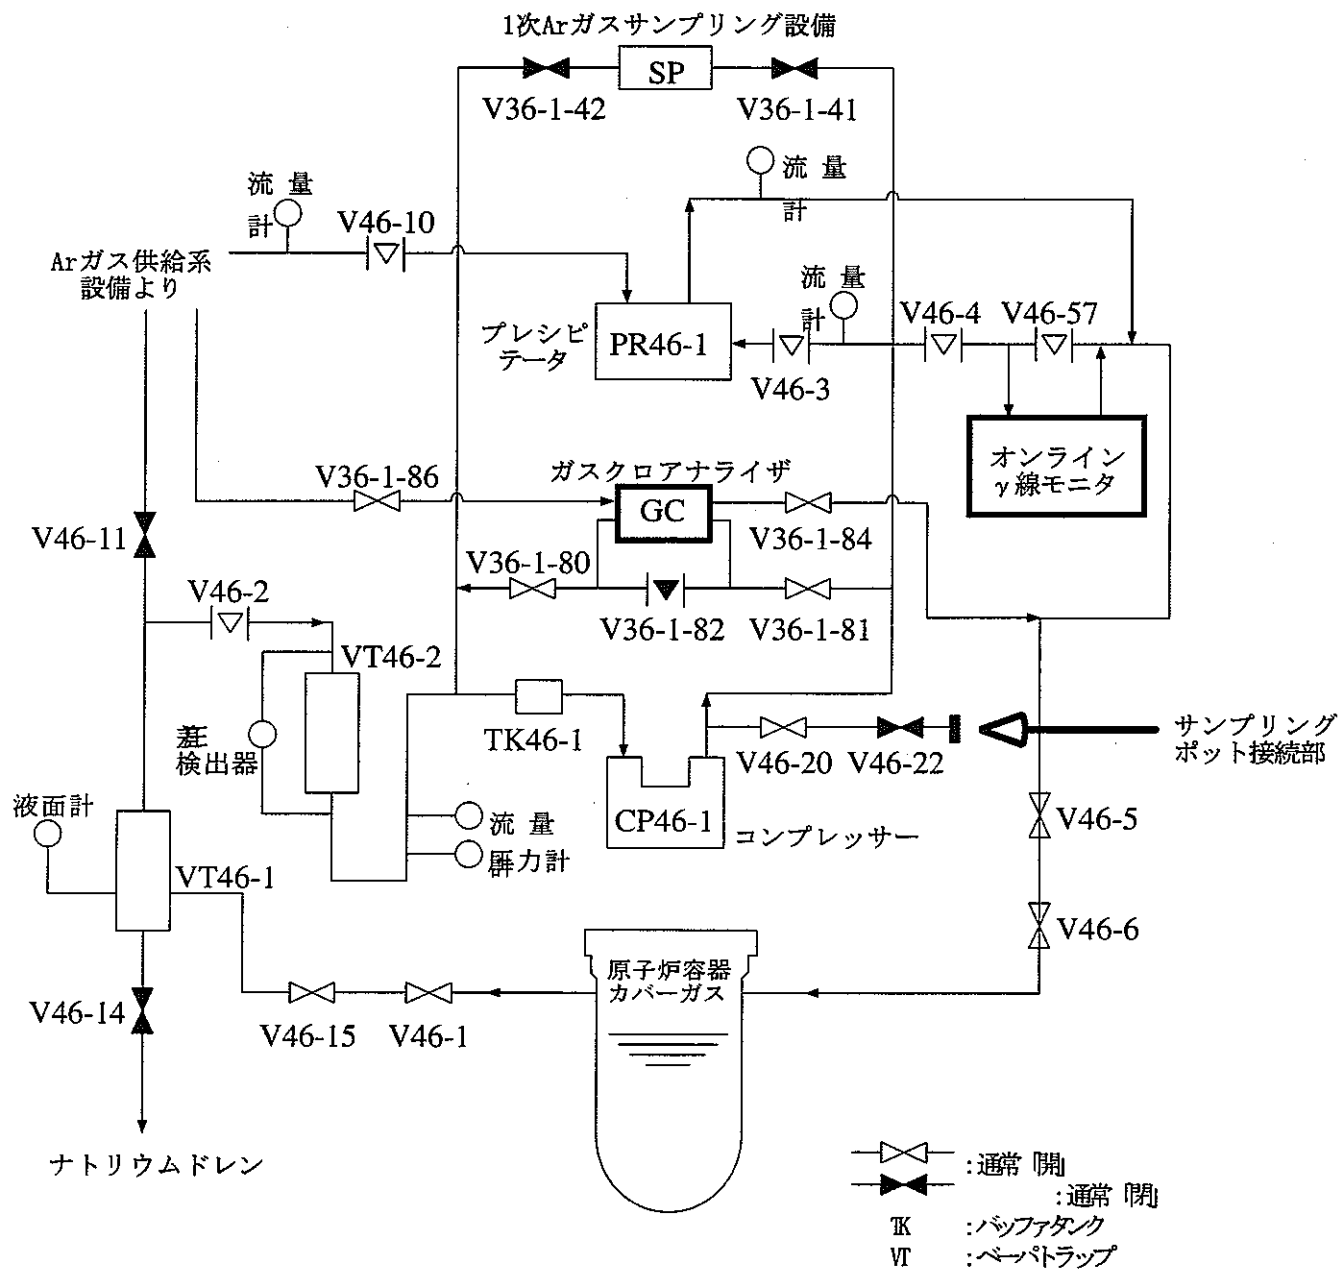 1次Arガスサンプリング設備
SP
V36-1-42
V36-1-41
流量
計
V46-10
流量
計
Arガス供給系
設備より
プレシピ
テータ
PR46-1
流量
計
V46-3
V46-4
V46-57
オンライン
γ線モニタ
V36-1-86
ガスクロアナライザ
GC
V36-1-84
V46-11
V36-1-80
V36-1-82
V36-1-81
V46-2
VT46-2
差圧
検出器
TK46-1
V46-20
V46-22
サンプリング
ポット接続部
CP46-1
コンプレッサー
液面計
流量
圧力計
V46-5
VT46-1
V46-6
原子炉容器
カバーガス
V46-14
V46-15
V46-1
ナトリウムドレン
:通常「開」
:通常「閉」
TK :バッファタンク
VT :ベーパトラップ